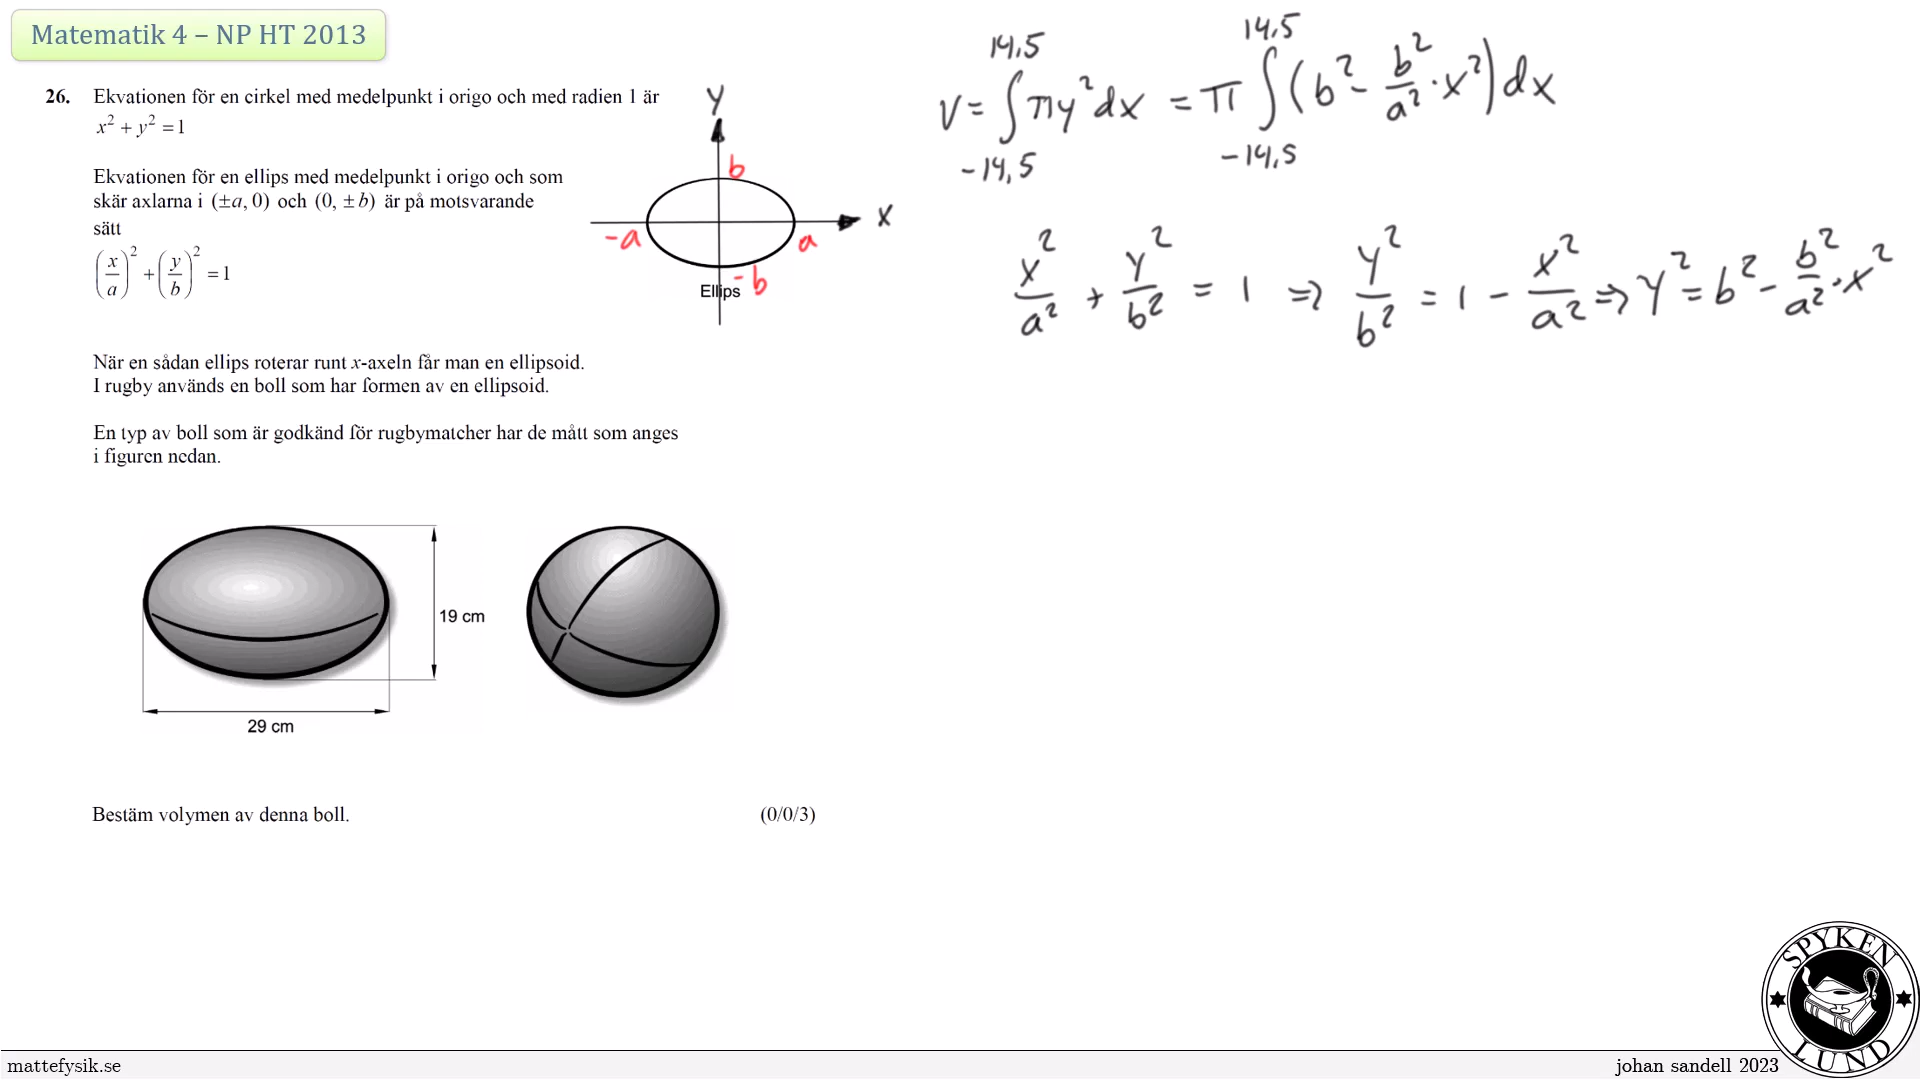 Matematik 4 – NP HT 2013
26. Ekvationen för en cirkel med medelpunkt i origo och med radien 1 är
x² + y² = 1
Ekvationen för en ellips med medelpunkt i origo och som
skär axlarna i (±a, 0) och (0, ±b) är på motsvarande
sätt
(x/a)² + (y/b)² = 1
y
b
x
-a
a
-b
Ellips
När en sådan ellips roterar runt x-axeln får man en ellipsoid.
I rugby används en boll som har formen av en ellipsoid.
En typ av boll som är godkänd för rugbymatcher har de mått som anges
i figuren nedan.
19 cm
29 cm
Bestäm volymen av denna boll. (0/0/3)
V = ∫_{-14,5}^{14,5} πy² dx = π ∫_{-14,5}^{14,5} (b² - b²/a² · x²) dx
x²/a² + y²/b² = 1 ⇒ y²/b² = 1 - x²/a² ⇒ y² = b² - b²/a² · x²
SPYKEN
LUND
mattefysik.se
johan sandell 2023